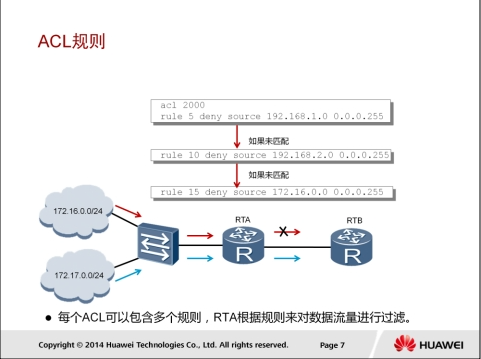 ACL规则
acl 2000
rule 5 deny source 192.168.1.0 0.0.0.255
如果未匹配
rule 10 deny source 192.168.2.0 0.0.0.255
如果未匹配
rule 15 deny source 172.16.0.0 0.0.0.255
172.16.0.0/24
RTA
X
RTB
R
R
172.17.0.0/24
● 每个ACL可以包含多个规则，RTA根据规则来对数据流量进行过滤。
Copyright © 2014 Huawei Technologies Co., Ltd. All rights reserved.
Page 7
HUAWEI